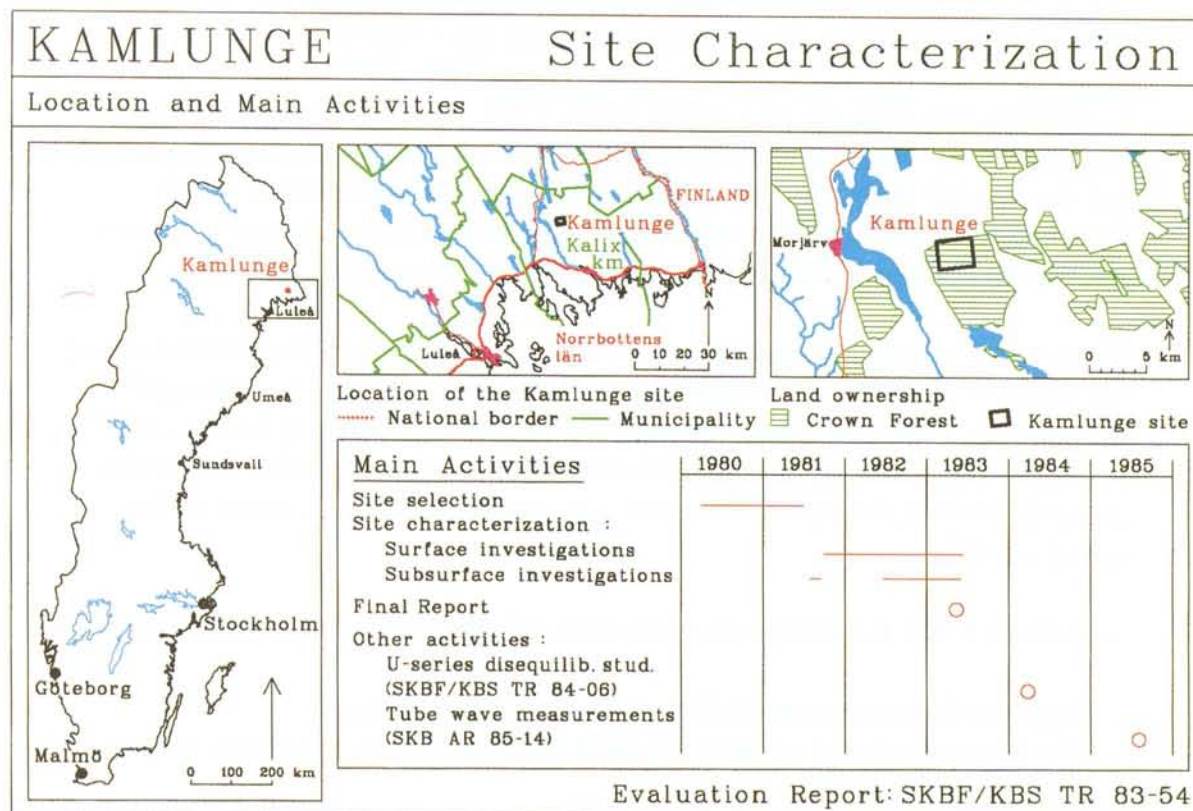 KAMLUNGE Site Characterization
Location and Main Activities
Kamlunge
Luleå
Umeå
Sundsvall
Stockholm
Göteborg
Malmö
0 100 200 km
FINLAND
Kamlunge
Kalix
km
Norrbottens
län
Luleå
N
0 10 20 30 km
Kamlunge
Morjärv
N
0 5 km
Location of the Kamlunge site
National border Municipality
Land ownership
Crown Forest Kamlunge site
Main Activities 1980 1981 1982 1983 1984 1985
Site selection
Site characterization :
Surface investigations
Subsurface investigations
Final Report
Other activities :
U-series disequilib. stud.
(SKBF/KBS TR 84-06)
Tube wave measurements
(SKB AR 85-14)
Evaluation Report: SKBF/KBS TR 83-54